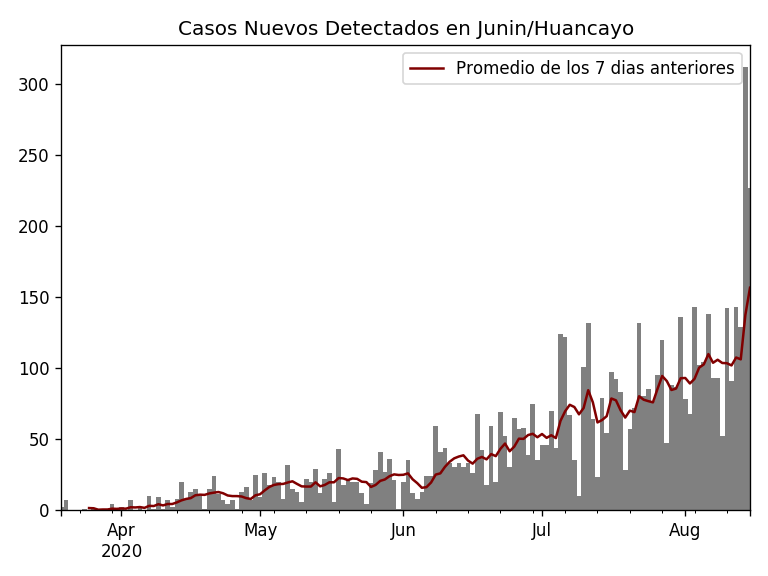 Casos Nuevos Detectados en Junin/Huancayo
Promedio de los 7 dias anteriores
300
250
200
150
100
50
0
Apr May Jun Jul Aug
2020